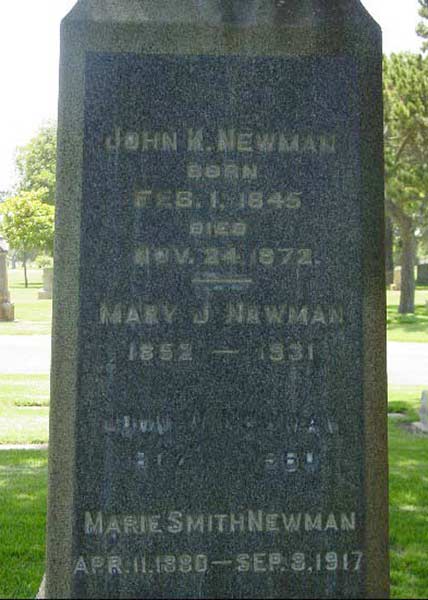 JOHN K. NEWMAN
BORN
FEB. 1. 1845
DIED
NOV. 24. 1872.
MARY J NEWMAN
1852 — 1931
MARIE SMITH NEWMAN
APR. 11. 1880 — SEP. 8. 1917